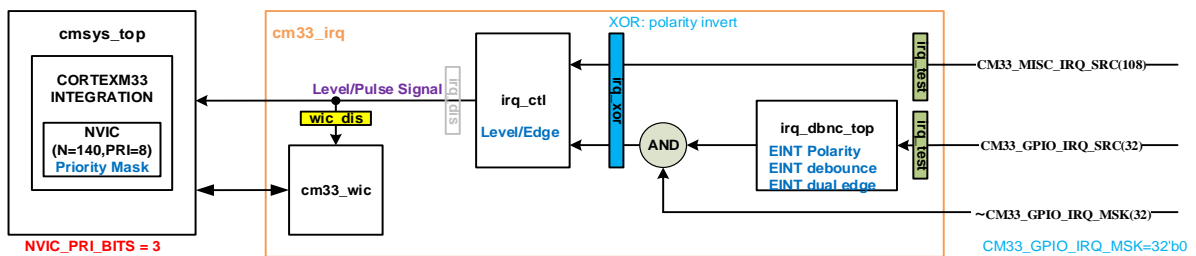 cmsys_top
CORTEXM33
INTEGRATION
NVIC
(N=140,PRI=8)
Priority Mask
NVIC_PRI_BITS = 3
cm33_irq
Level/Pulse Signal
wic_dis
cm33_wic
irq_dis
irq_ctl
Level/Edge
XOR: polarity invert
irq_xor
AND
irq_dbnc_top
EINT Polarity
EINT debounce
EINT dual edge
irq_test
irq_test
CM33_MISC_IRQ_SRC(108)
CM33_GPIO_IRQ_SRC(32)
~CM33_GPIO_IRQ_MSK(32)
CM33_GPIO_IRQ_MSK=32'b0